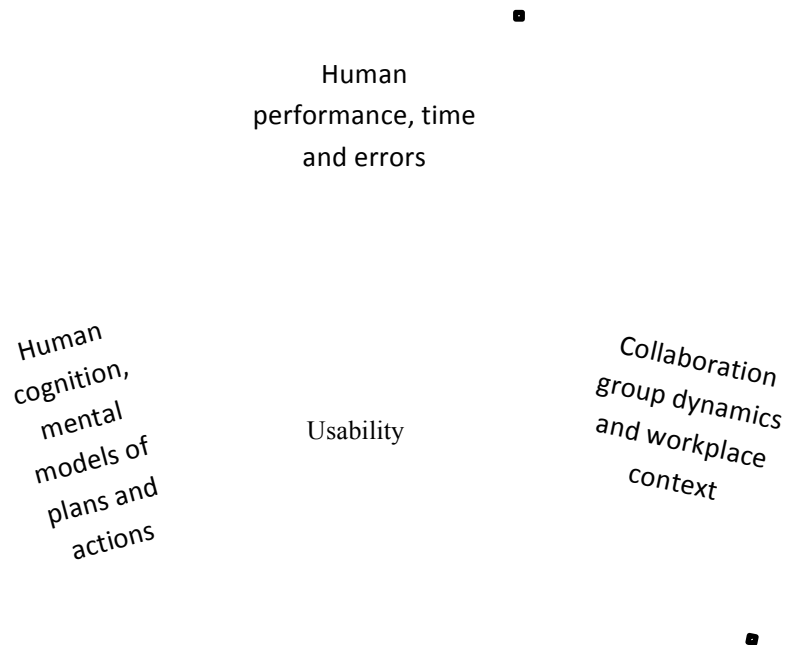 Human
performance, time
and errors
Human
cognition,
mental
models of
plans and
actions
Usability
Collaboration
group dynamics
and workplace
context